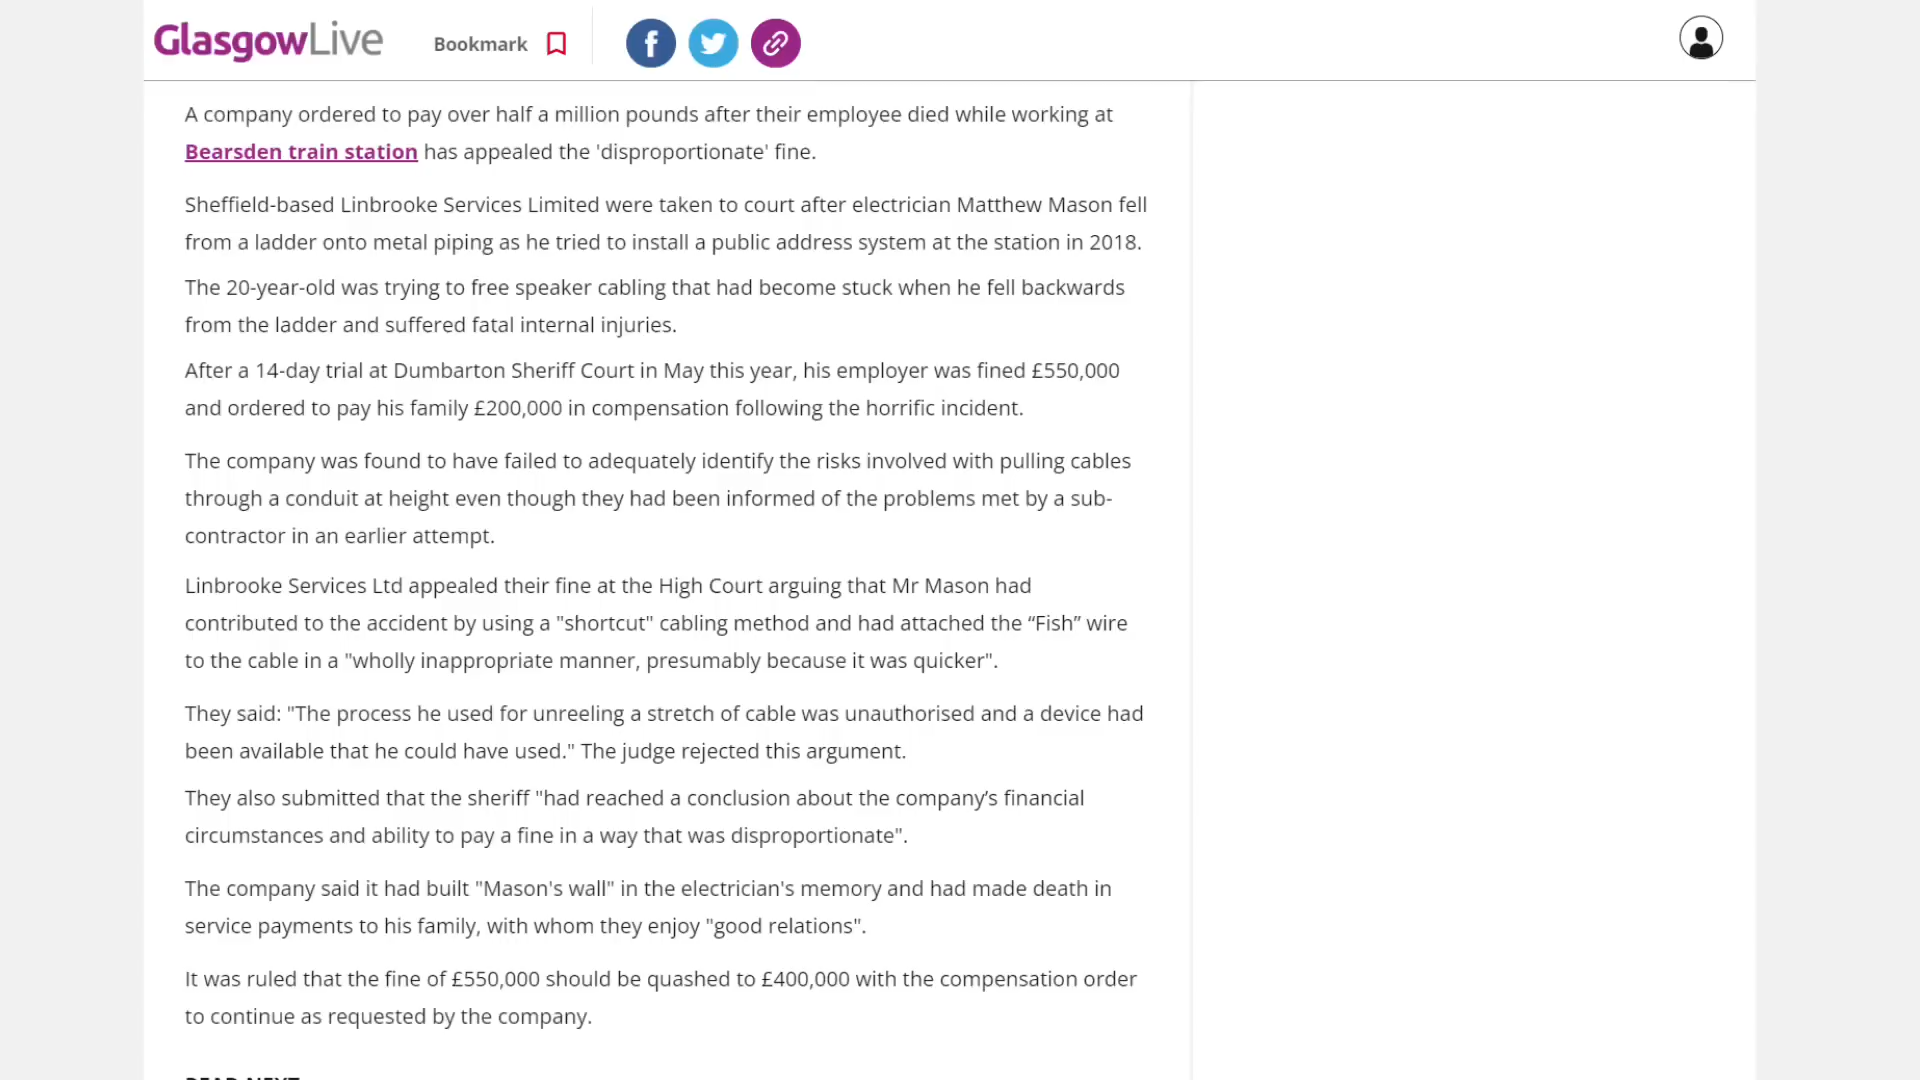 GlasgowLive
Bookmark
A company ordered to pay over half a million pounds after their employee died while working at
Bearsden train station has appealed the 'disproportionate' fine.
Sheffield-based Linbrooke Services Limited were taken to court after electrician Matthew Mason fell
from a ladder onto metal piping as he tried to install a public address system at the station in 2018.
The 20-year-old was trying to free speaker cabling that had become stuck when he fell backwards
from the ladder and suffered fatal internal injuries.
After a 14-day trial at Dumbarton Sheriff Court in May this year, his employer was fined £550,000
and ordered to pay his family £200,000 in compensation following the horrific incident.
The company was found to have failed to adequately identify the risks involved with pulling cables
through a conduit at height even though they had been informed of the problems met by a sub-
contractor in an earlier attempt.
Linbrooke Services Ltd appealed their fine at the High Court arguing that Mr Mason had
contributed to the accident by using a "shortcut" cabling method and had attached the “Fish” wire
to the cable in a "wholly inappropriate manner, presumably because it was quicker".
They said: "The process he used for unreeling a stretch of cable was unauthorised and a device had
been available that he could have used." The judge rejected this argument.
They also submitted that the sheriff "had reached a conclusion about the company’s financial
circumstances and ability to pay a fine in a way that was disproportionate".
The company said it had built "Mason's wall" in the electrician's memory and had made death in
service payments to his family, with whom they enjoy "good relations".
It was ruled that the fine of £550,000 should be quashed to £400,000 with the compensation order
to continue as requested by the company.
READ NEXT